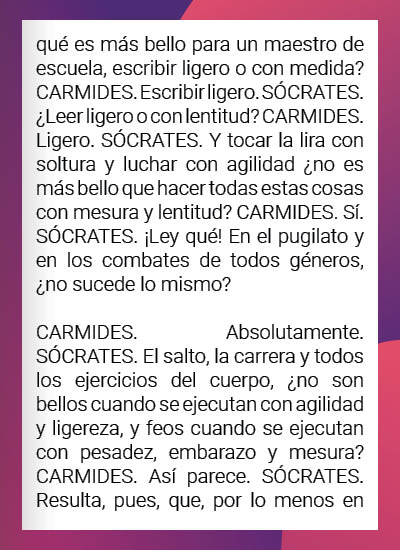 qué es más bello para un maestro de
escuela, escribir ligero o con medida?
CARMIDES. Escribir ligero. SÓCRATES.
¿Leer ligero o con lentitud? CARMIDES.
Ligero. SÓCRATES. Y tocar la lira con
soltura y luchar con agilidad ¿no es
más bello que hacer todas estas cosas
con mesura y lentitud? CARMIDES. Sí.
SÓCRATES. ¡Ley qué! En el pugilato y
en los combates de todos géneros,
¿no sucede lo mismo?
CARMIDES. Absolutamente.
SÓCRATES. El salto, la carrera y todos
los ejercicios del cuerpo, ¿no son
bellos cuando se ejecutan con agilidad
y ligereza, y feos cuando se ejecutan
con pesadez, embarazo y mesura?
CARMIDES. Así parece. SÓCRATES.
Resulta, pues, que, por lo menos en